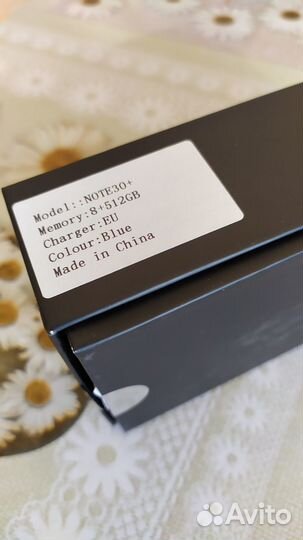 Model::NOTE30+
Memory:8+512GB
Charger:EU
Colour:Blue
Made in China
Avito